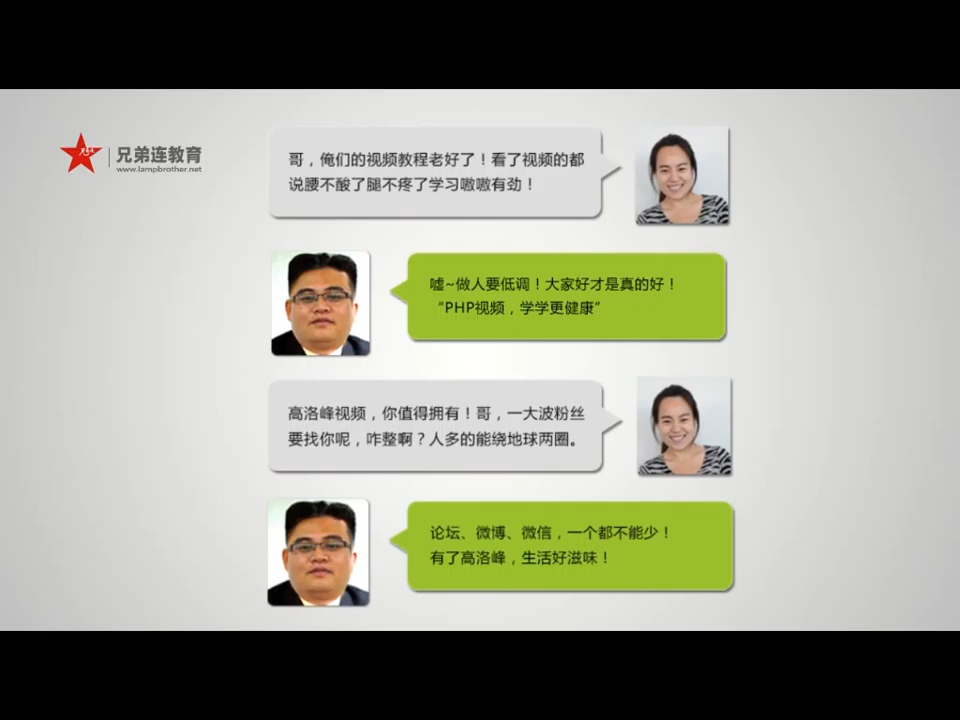 兄弟连教育
www.lampbrother.net
哥，俺们的视频教程老好了！看了视频的都
说腰不酸了腿不疼了学习嗷嗷有劲！
嘘~做人要低调！大家好才是真的好！
“PHP视频，学学更健康”
高洛峰视频，你值得拥有！哥，一大波粉丝
要找你呢，咋整啊？人多的能绕地球两圈。
论坛、微博、微信，一个都不能少！
有了高洛峰，生活好滋味！